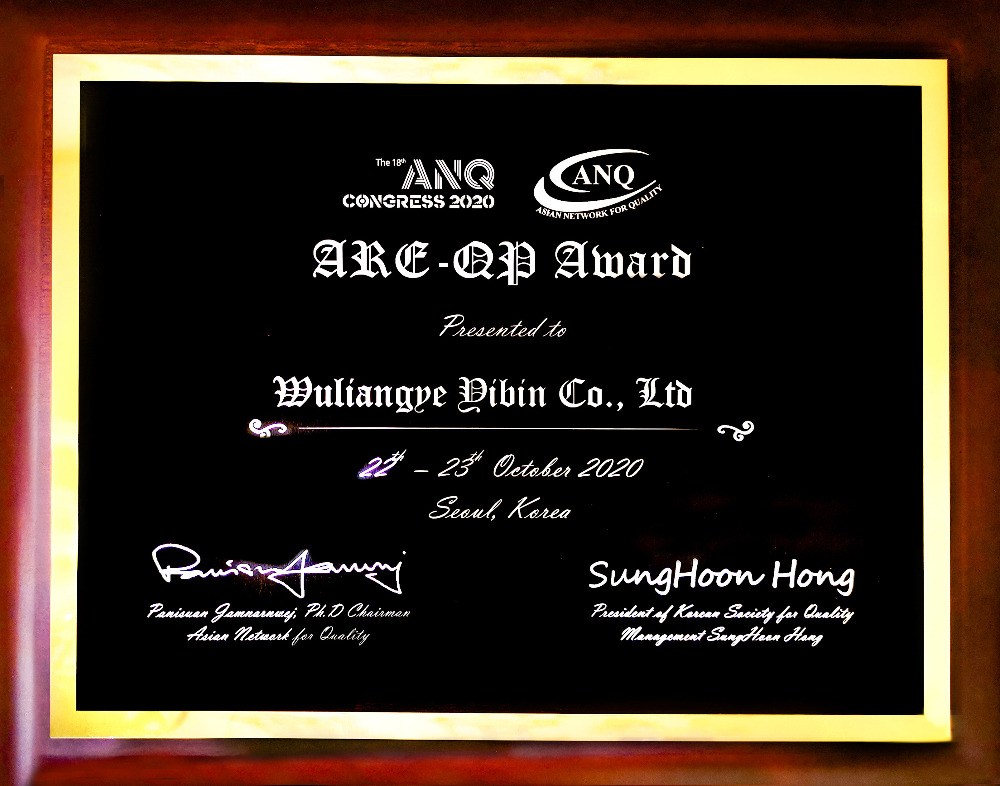 The 18th ANQ
CONGRESS 2020
ANQ
ASIAN NETWORK FOR QUALITY
ARE-QP Award
Presented to
Wuliangye Yibin Co., Ltd
22th – 23th October 2020
Seoul, Korea
SungHoon Hong
Panisuan Jamnarnwej, Ph.D Chairman
Asian Network for Quality
President of Korean Society for Quality
Management SungHoon Hong